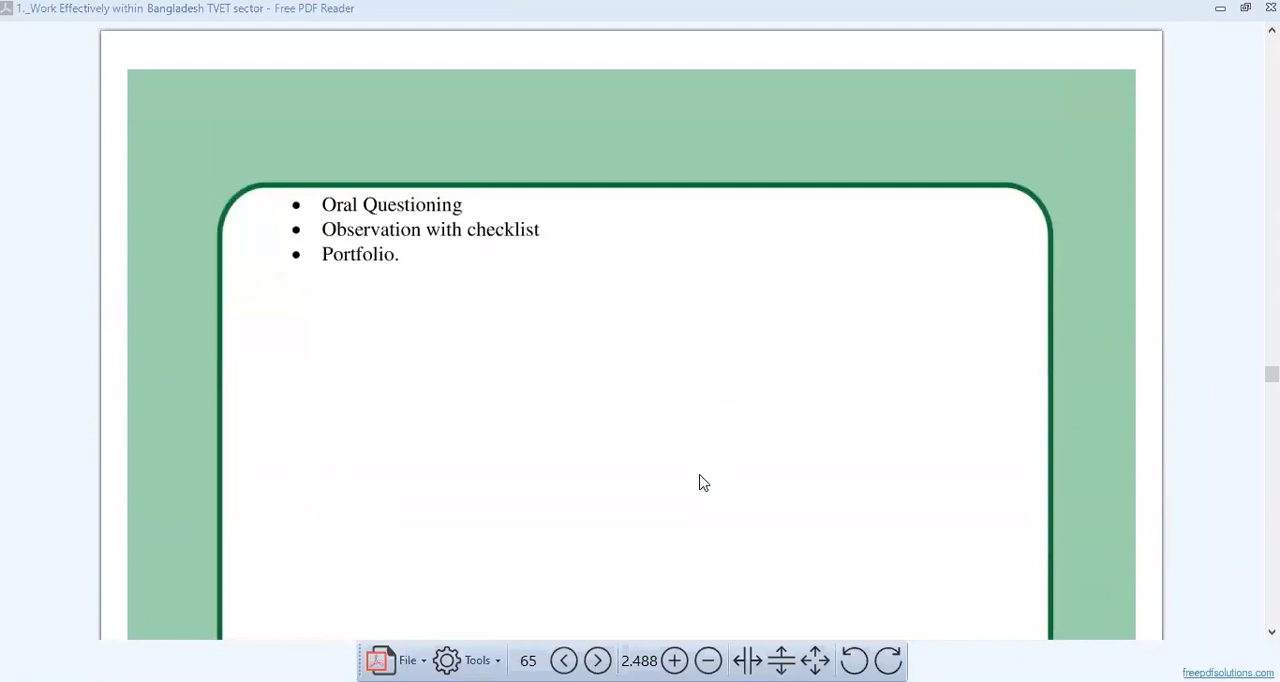 1._Work Effectively within Bangladesh TVET sector - Free PDF Reader
• Oral Questioning
• Observation with checklist
• Portfolio.
File Tools 65 2.488
freepdfsolutions.com